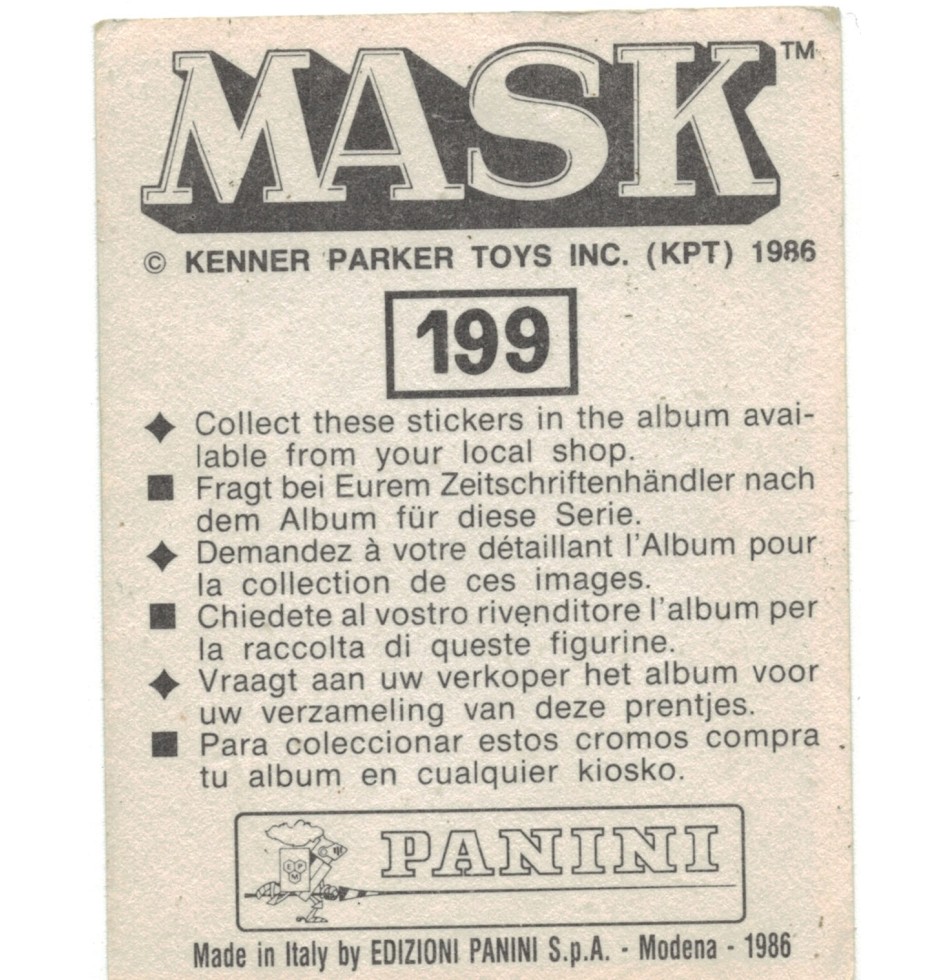 MASK™
© KENNER PARKER TOYS INC. (KPT) 1986
199
Collect these stickers in the album avai-
lable from your local shop.
Fragt bei Eurem Zeitschriftenhändler nach
dem Album für diese Serie.
Demandez à votre détaillant l'Album pour
la collection de ces images.
Chiedete al vostro rivenditore l'album per
la raccolta di queste figurine.
Vraagt aan uw verkoper het album voor
uw verzameling van deze prentjes.
Para coleccionar estos cromos compra
tu album en cualquier kiosko.
EPM
PANINI
Made in Italy by EDIZIONI PANINI S.p.A. - Modena - 1986